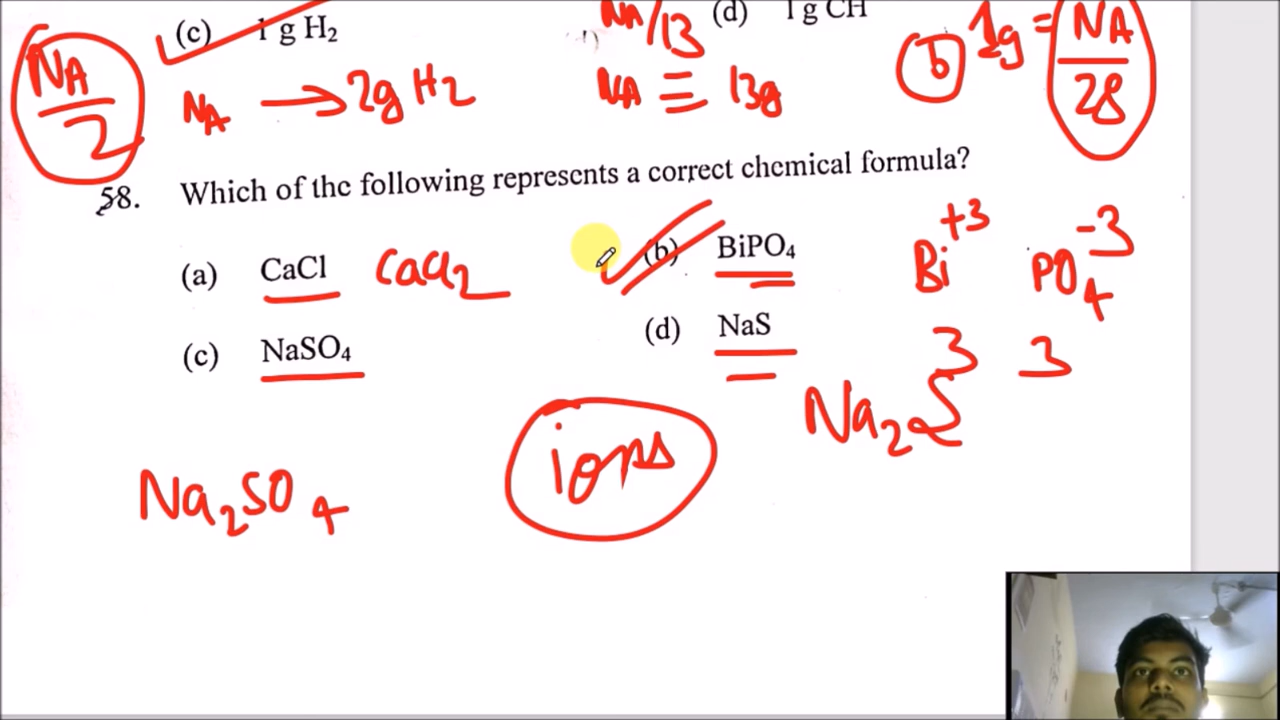 (c) 1 g H₂ NA/13 (d) 1 g CH (b) 1g = NA/28
NA/2 NA → 2g H2 NA ≡ 13g
58. Which of the following represents a correct chemical formula?
(a) CaCl CaCl2 (b) BiPO₄ Bi+3 PO4-3
(c) NaSO₄ (d) NaS 3 3
Na2S
ions
Na2SO4